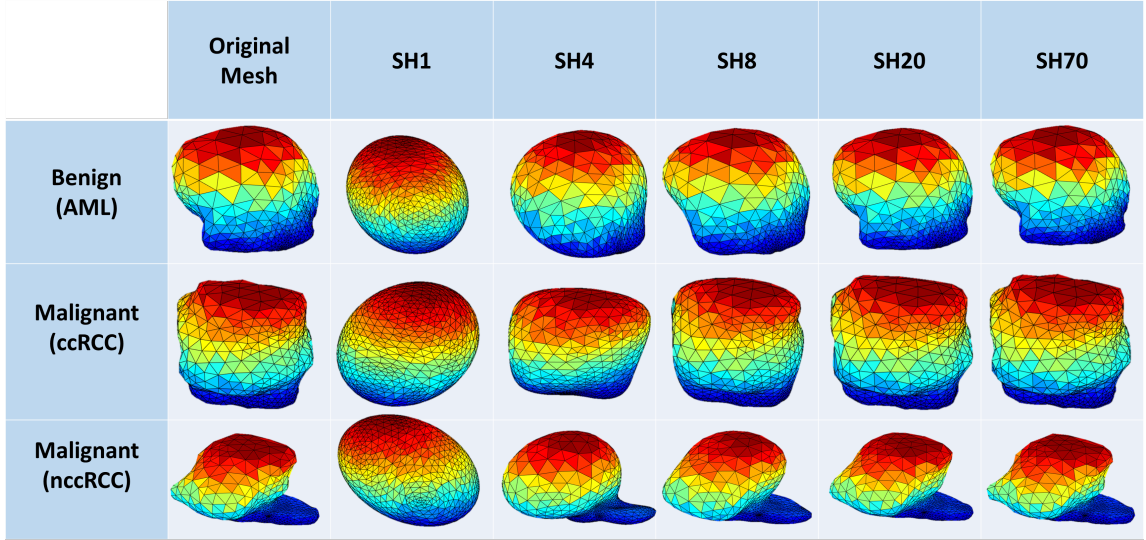 Original
Mesh
SH1
SH4
SH8
SH20
SH70
Benign
(AML)
Malignant
(ccRCC)
Malignant
(nccRCC)